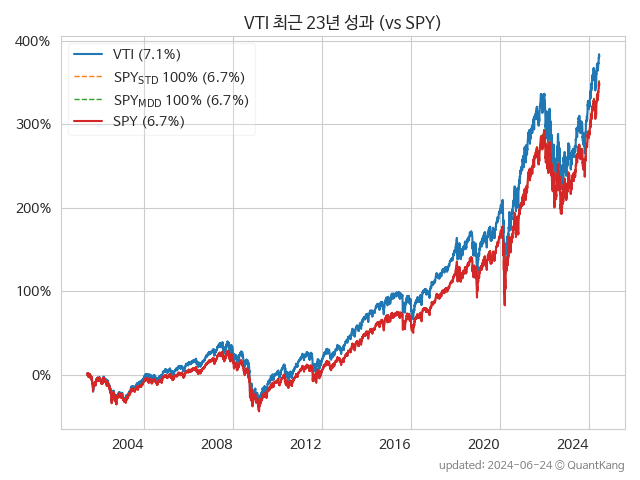 VTI 최근 23년 성과 (vs SPY)
400%
300%
200%
100%
0%
VTI (7.1%)
SPY_STD 100% (6.7%)
SPY_MDD 100% (6.7%)
SPY (6.7%)
2004 2008 2012 2016 2020 2024
updated: 2024-06-24 © QuantKang